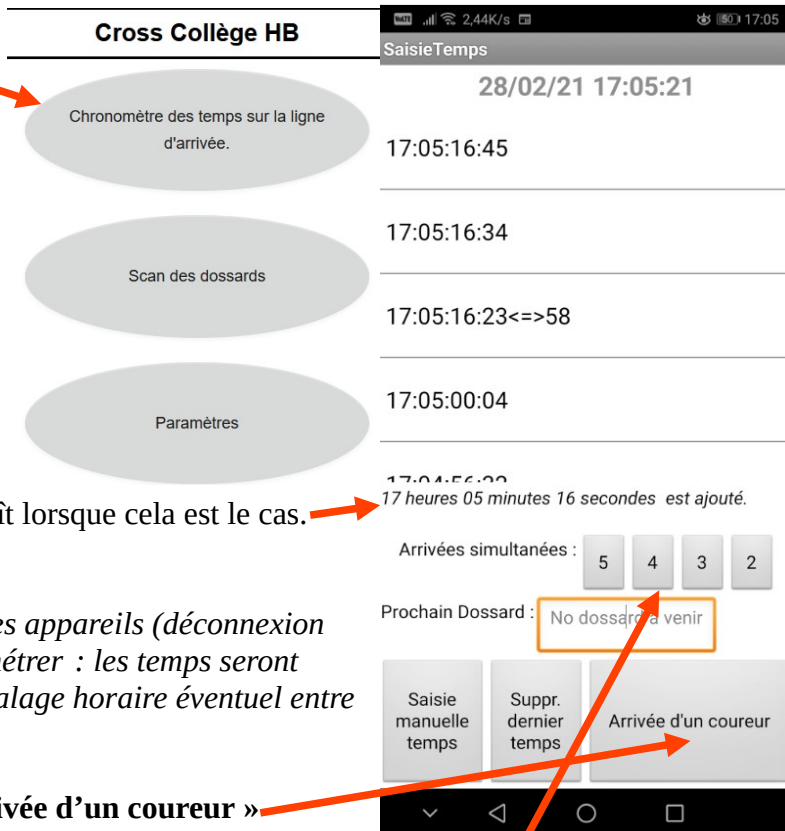 Cross Collège HB
Chronomètre des temps sur la ligne
d'arrivée.
Scan des dossards
Paramètres
ît lorsque cela est le cas.
es appareils (déconnexion
nétrer : les temps seront
alage horaire éventuel entre
ivée d'un coureur »
VoLTE 2,44K/s 50 17:05
SaisieTemps
28/02/21 17:05:21
17:05:16:45
17:05:16:34
17:05:16:23<=>58
17:05:00:04
17 heures 05 minutes 16 secondes est ajouté.
Arrivées simultanées : 5 4 3 2
Prochain Dossard : No dossard à venir
Saisie
manuelle
temps
Suppr.
dernier
temps
Arrivée d'un coureur